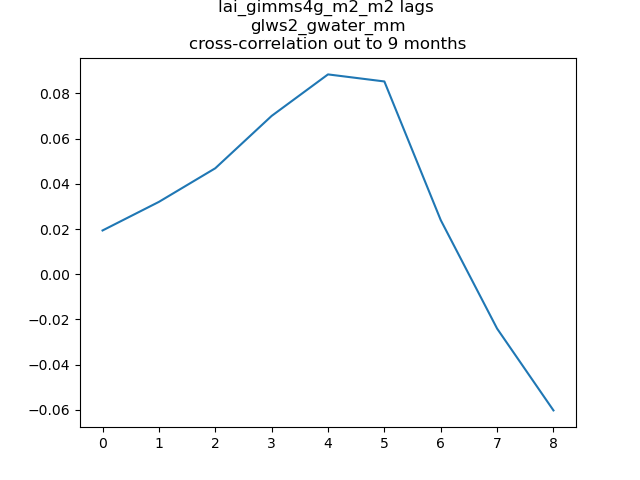 lai_gimms4g_m2_m2 lags
glws2_gwater_mm
cross-correlation out to 9 months
0.08
0.06
0.04
0.02
0.00
−0.02
−0.04
−0.06
0 1 2 3 4 5 6 7 8